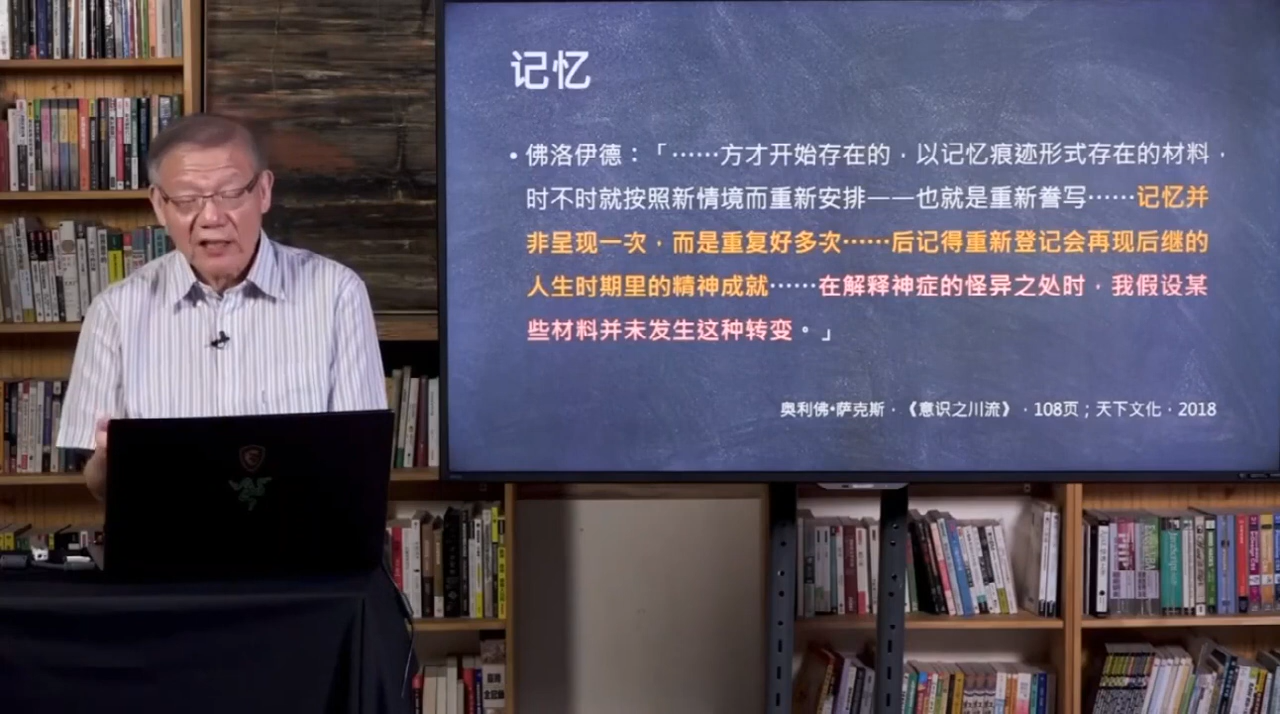 记忆
• 佛洛伊德：「……方才开始存在的，以记忆痕迹形式存在的材料，
时不时就按照新情境而重新安排——也就是重新誊写……记忆并
非呈现一次，而是重复好多次……后记得重新登记会再现后继的
人生时期里的精神成就……在解释神症的怪异之处时，我假设某
些材料并未发生这种转变。」
奥利佛•萨克斯，《意识之川流》，108页；天下文化，2018